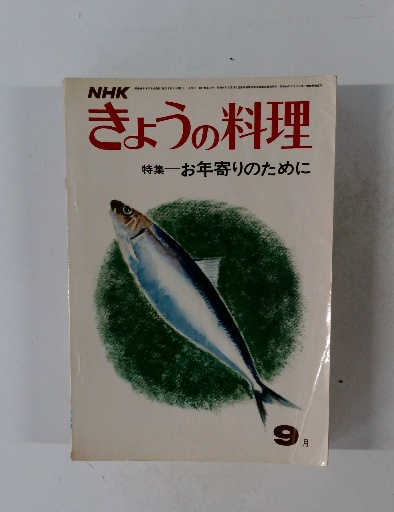 NHK
きょうの料理
特集—お年寄りのために
9月